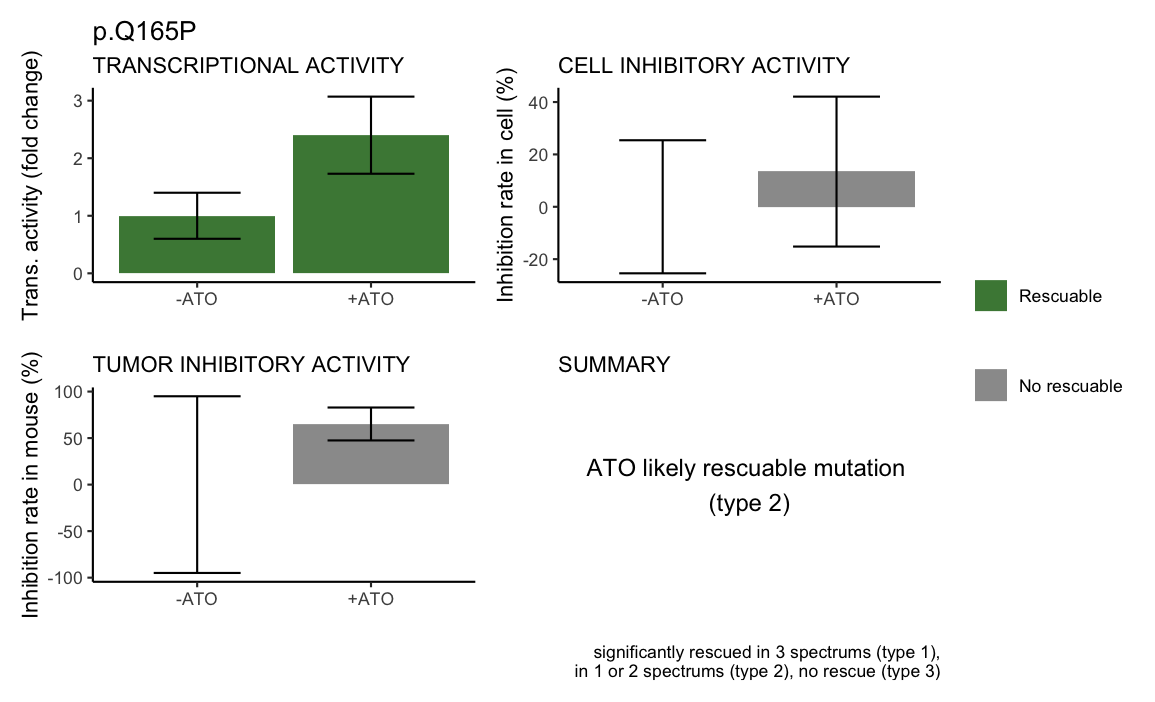 p.Q165P
TRANSCRIPTIONAL ACTIVITY
Trans. activity (fold change)
3
2
1
0
-ATO
+ATO
CELL INHIBITORY ACTIVITY
Inhibition rate in cell (%)
40
20
0
-20
-ATO
+ATO
Rescuable
No rescuable
TUMOR INHIBITORY ACTIVITY
Inhibition rate in mouse (%)
100
50
0
-50
-100
-ATO
+ATO
SUMMARY
ATO likely rescuable mutation
(type 2)
significantly rescued in 3 spectrums (type 1),
in 1 or 2 spectrums (type 2), no rescue (type 3)